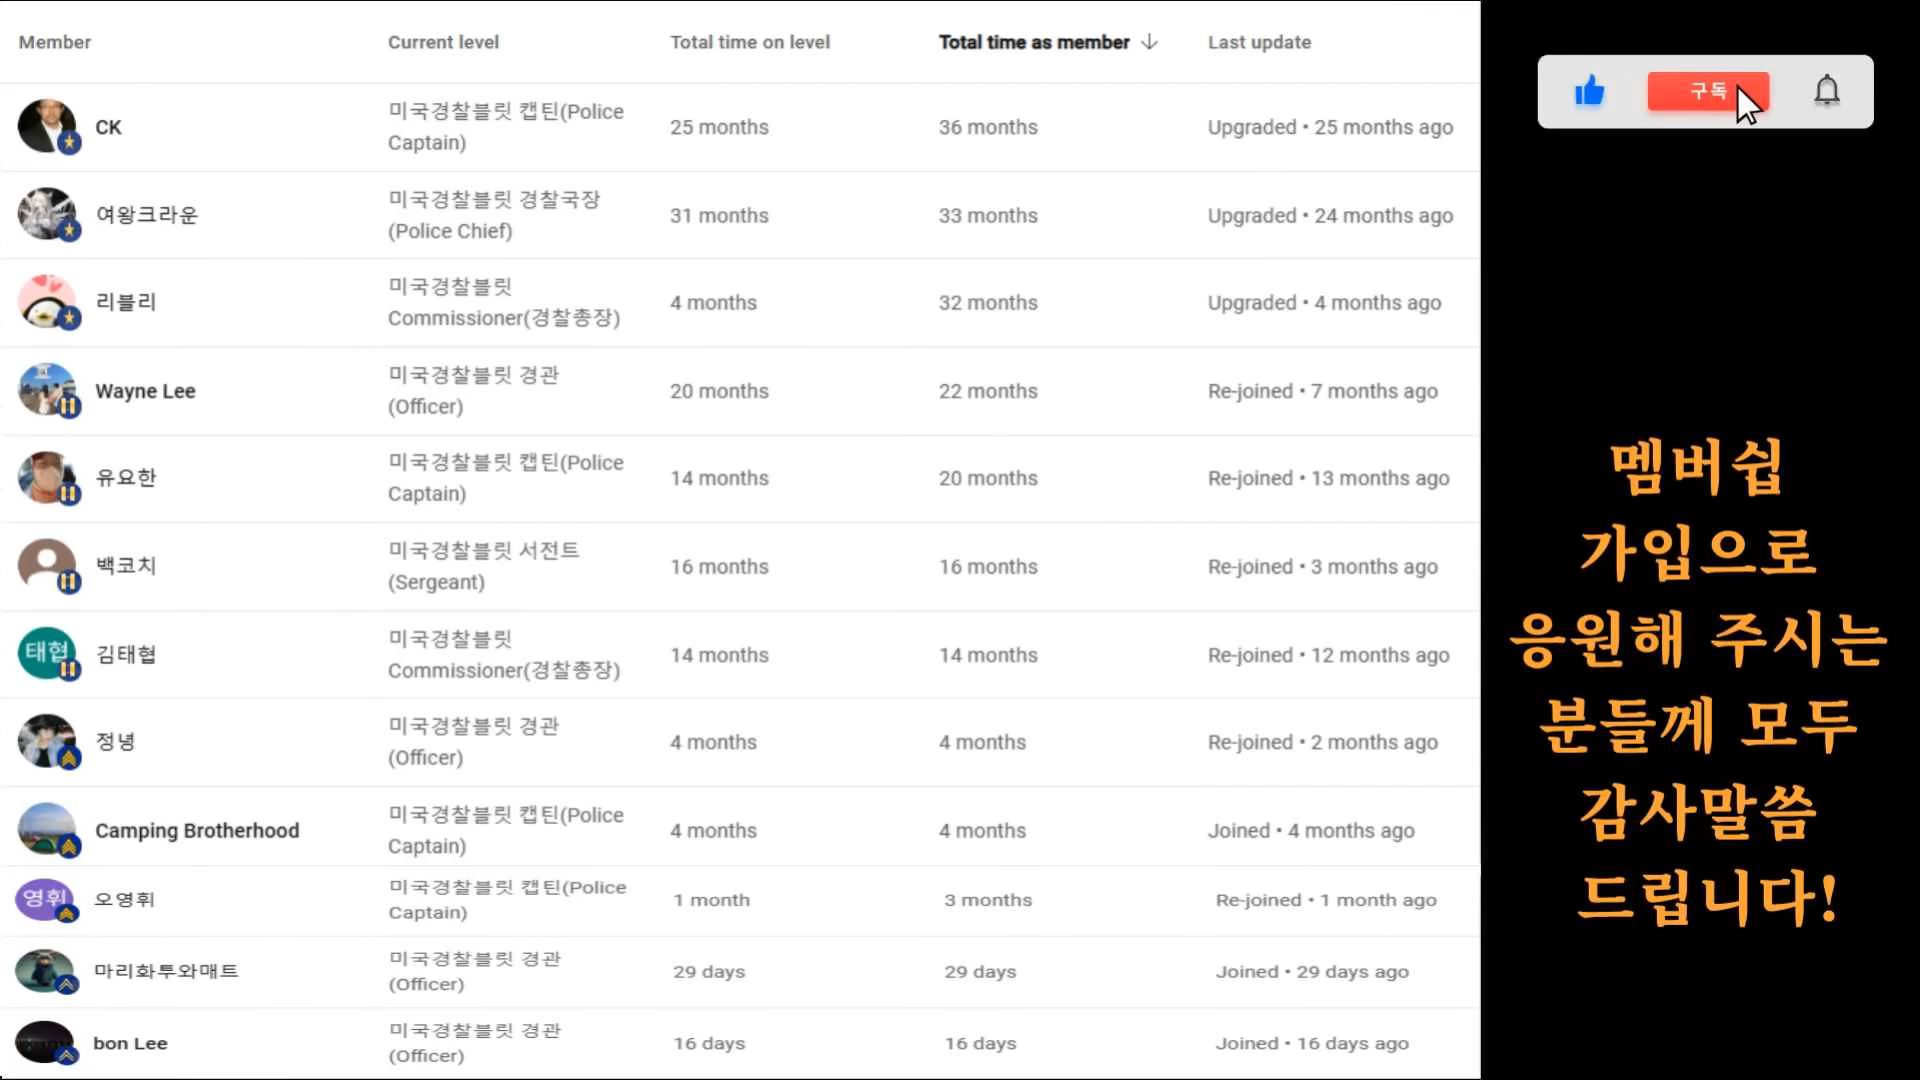 Member Current level Total time on level Total time as member Last update
CK 미국경찰블릿 캡틴(Police Captain) 25 months 36 months Upgraded • 25 months ago
여왕크라운 미국경찰블릿 경찰국장 (Police Chief) 31 months 33 months Upgraded • 24 months ago
리블리 미국경찰블릿 Commissioner(경찰총장) 4 months 32 months Upgraded • 4 months ago
Wayne Lee 미국경찰블릿 경관 (Officer) 20 months 22 months Re-joined • 7 months ago
유요한 미국경찰블릿 캡틴(Police Captain) 14 months 20 months Re-joined • 13 months ago
백코치 미국경찰블릿 서전트 (Sergeant) 16 months 16 months Re-joined • 3 months ago
태협 김태협 미국경찰블릿 Commissioner(경찰총장) 14 months 14 months Re-joined • 12 months ago
정녕 미국경찰블릿 경관 (Officer) 4 months 4 months Re-joined • 2 months ago
Camping Brotherhood 미국경찰블릿 캡틴(Police Captain) 4 months 4 months Joined • 4 months ago
영휘 오영휘 미국경찰블릿 캡틴(Police Captain) 1 month 3 months Re-joined • 1 month ago
마리화투와매트 미국경찰블릿 경관 (Officer) 29 days 29 days Joined • 29 days ago
bon Lee 미국경찰블릿 경관 (Officer) 16 days 16 days Joined • 16 days ago
구독
멤버쉽
가입으로
응원해 주시는
분들께 모두
감사말씀
드립니다!